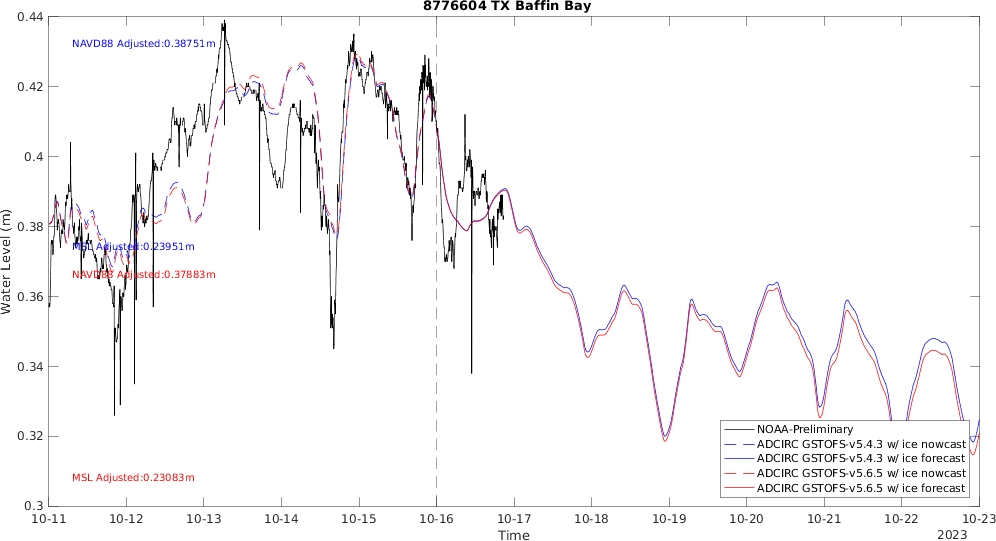 8776604 TX Baffin Bay
0.44
NAVD88 Adjusted:0.38751m
0.42
0.4
0.38
MSL Adjusted:0.23951m
NAVD88 Adjusted:0.37883m
0.36
0.34
0.32
MSL Adjusted:0.23083m
0.3
Water Level (m)
NOAA-Preliminary
ADCIRC GSTOFS-v5.4.3 w/ ice nowcast
ADCIRC GSTOFS-v5.4.3 w/ ice forecast
ADCIRC GSTOFS-v5.6.5 w/ ice nowcast
ADCIRC GSTOFS-v5.6.5 w/ ice forecast
10-11 10-12 10-13 10-14 10-15 10-16 10-17 10-18 10-19 10-20 10-21 10-22 10-23
Time
2023